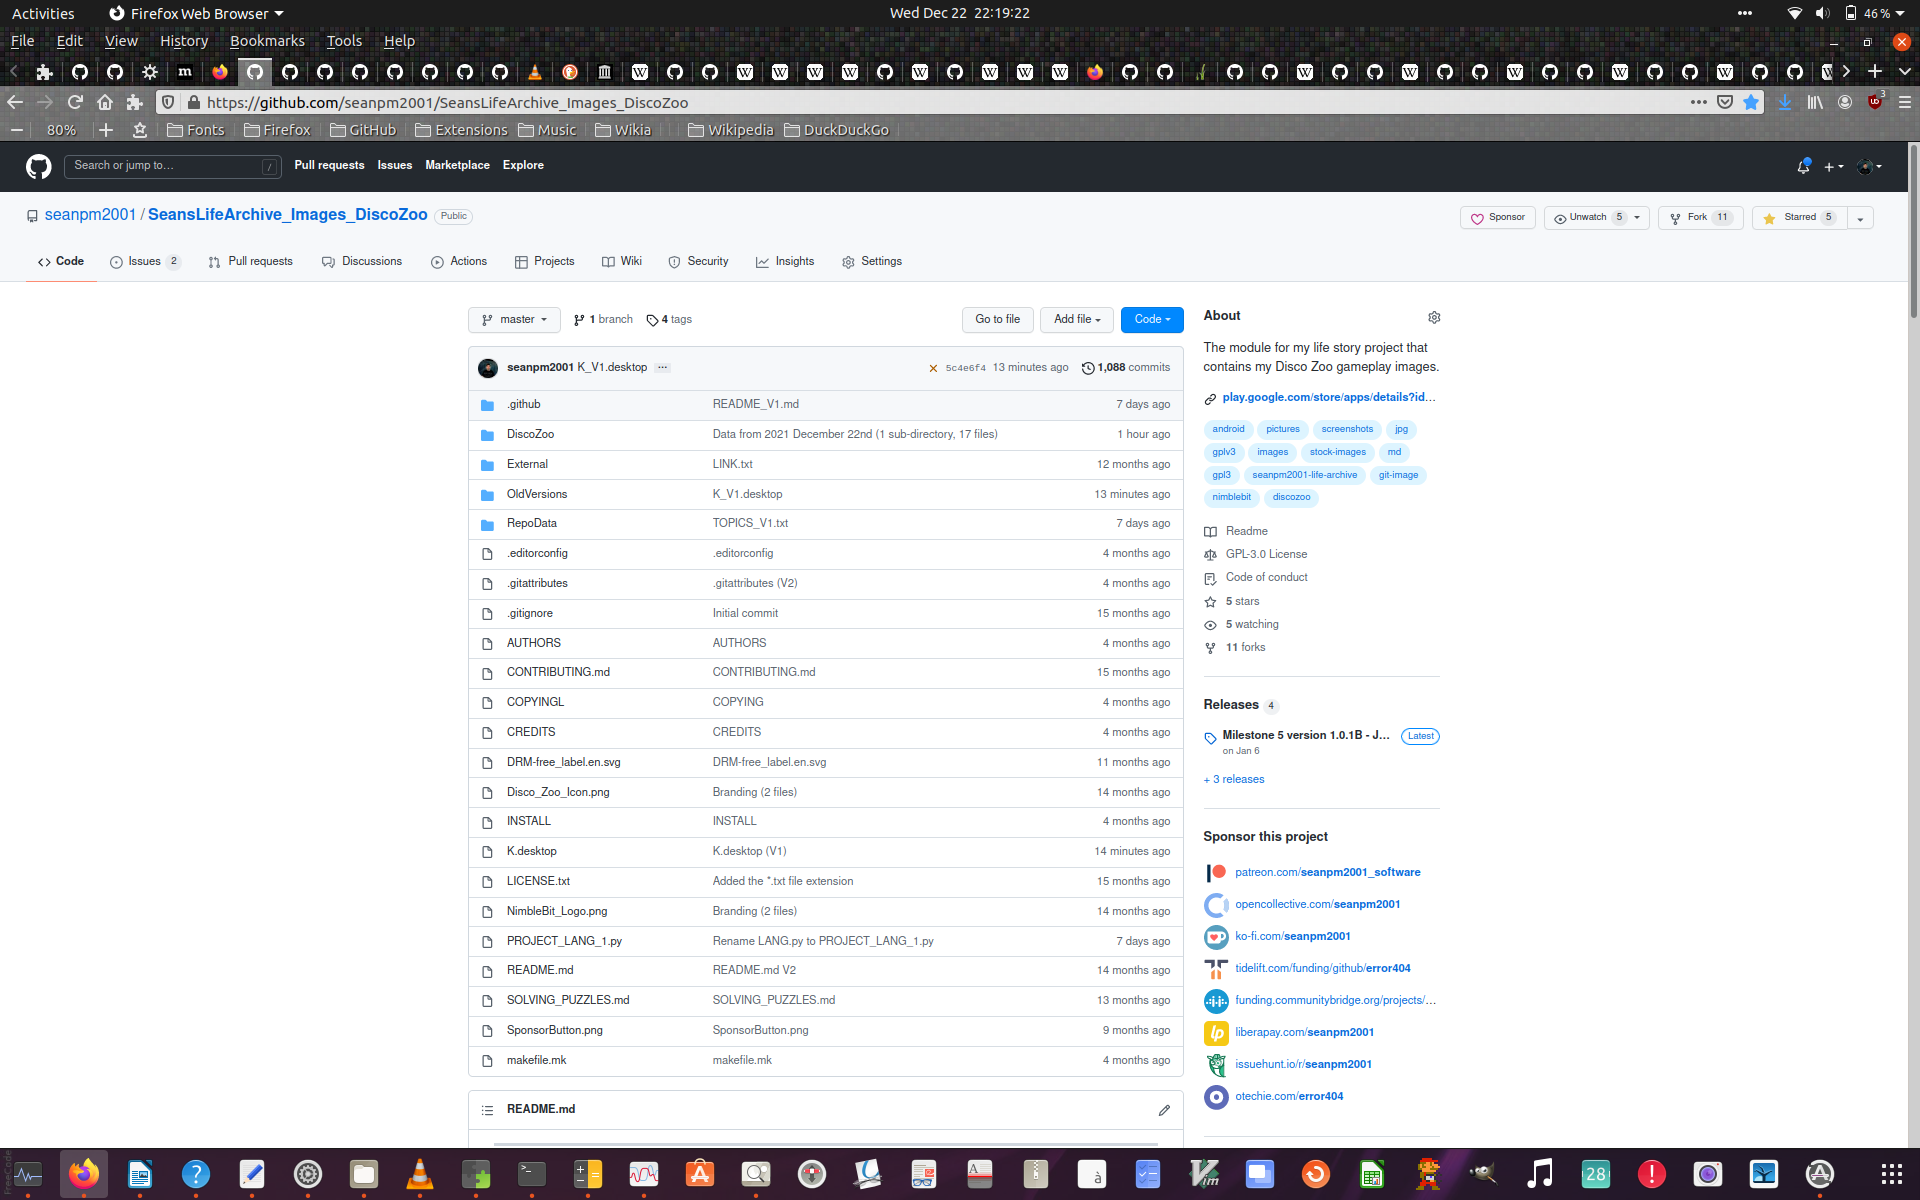 Activities Firefox Web Browser Wed Dec 22 22:19:22 46 %
File Edit View History Bookmarks Tools Help
https://github.com/seanpm2001/SeansLifeArchive_Images_DiscoZoo 3
80% Fonts Firefox GitHub Extensions Music Wikia Wikipedia DuckDuckGo
Search or jump to… / Pull requests Issues Marketplace Explore
seanpm2001 / SeansLifeArchive_Images_DiscoZoo Public Sponsor Unwatch 5 Fork 11 Starred 5
Code Issues 2 Pull requests Discussions Actions Projects Wiki Security Insights Settings
master 1 branch 4 tags Go to file Add file Code
seanpm2001 K_V1.desktop ··· 5c4e6f4 13 minutes ago 1,088 commits
.github README_V1.md 7 days ago
DiscoZoo Data from 2021 December 22nd (1 sub-directory, 17 files) 1 hour ago
External LINK.txt 12 months ago
OldVersions K_V1.desktop 13 minutes ago
RepoData TOPICS_V1.txt 7 days ago
.editorconfig .editorconfig 4 months ago
.gitattributes .gitattributes (V2) 4 months ago
.gitignore Initial commit 15 months ago
AUTHORS AUTHORS 4 months ago
CONTRIBUTING.md CONTRIBUTING.md 15 months ago
COPYINGL COPYING 4 months ago
CREDITS CREDITS 4 months ago
DRM-free_label.en.svg DRM-free_label.en.svg 11 months ago
Disco_Zoo_Icon.png Branding (2 files) 14 months ago
INSTALL INSTALL 4 months ago
K.desktop K.desktop (V1) 14 minutes ago
LICENSE.txt Added the *.txt file extension 15 months ago
NimbleBit_Logo.png Branding (2 files) 14 months ago
PROJECT_LANG_1.py Rename LANG.py to PROJECT_LANG_1.py 7 days ago
README.md README.md V2 14 months ago
SOLVING_PUZZLES.md SOLVING_PUZZLES.md 13 months ago
SponsorButton.png SponsorButton.png 9 months ago
makefile.mk makefile.mk 4 months ago
README.md
About
The module for my life story project that
contains my Disco Zoo gameplay images.
play.google.com/store/apps/details?id…
android pictures screenshots jpg
gplv3 images stock-images md
gpl3 seanpm2001-life-archive git-image
nimblebit discozoo
Readme
GPL-3.0 License
Code of conduct
5 stars
5 watching
11 forks
Releases 4
Milestone 5 version 1.0.1B - J… Latest
on Jan 6
+ 3 releases
Sponsor this project
patreon.com/seanpm2001_software
opencollective.com/seanpm2001
ko-fi.com/seanpm2001
tidelift.com/funding/github/error404
funding.communitybridge.org/projects/…
liberapay.com/seanpm2001
issuehunt.io/r/seanpm2001
otechie.com/error404
28